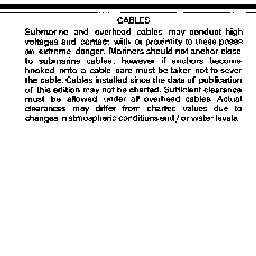 CABLES
Submarine and overhead cables may conduct high
voltages and contact with or proximity to these poses
an extreme danger. Mariners should not anchor close
to submarine cables, however if anchors become
hooked onto a cable care must be taken not to sever
the cable. Cables installed since the date of publication
of this edition may not be charted. Sufficient clearance
must be allowed under all overhead cables. Actual
clearances may differ from charted values due to
changes in atmospheric conditions and / or water levels.